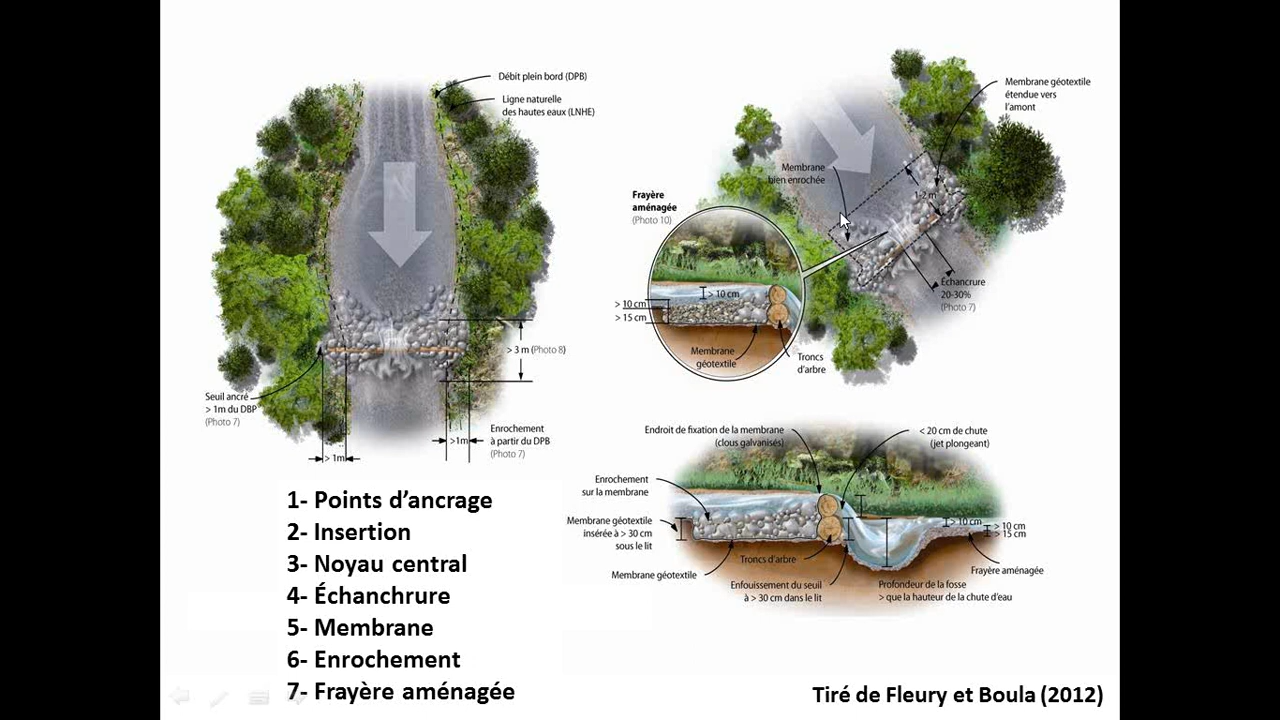 Débit plein bord (DPB)
Ligne naturelle
des hautes eaux (LNHE)
> 3 m (Photo 8)
Seuil ancré
> 1m du DBP
(Photo 7)
Enrochement
à partir du DPB
(Photo 7)
>1m
> 1m
Membrane géotextile
étendue vers
l'amont
Membrane
bien enrochée
1-2 m
Échancrure
20-30%
(Photo 7)
Frayère
aménagée
(Photo 10)
> 10 cm
> 10 cm
> 15 cm
Membrane
géotextile
Troncs
d'arbre
Endroit de fixation de la membrane
(clous galvanisés)
< 20 cm de chute
(jet plongeant)
Enrochement
sur la membrane
Membrane géotextile
insérée à > 30 cm
sous le lit
Membrane géotextile
Troncs d'arbre
Enfouissement du seuil
à > 30 cm dans le lit
Profondeur de la fosse
> que la hauteur de la chute d'eau
> 10 cm
> 10 cm
> 15 cm
Frayère aménagée
1- Points d'ancrage
2- Insertion
3- Noyau central
4- Échanchrure
5- Membrane
6- Enrochement
7- Frayère aménagée
Tiré de Fleury et Boula (2012)